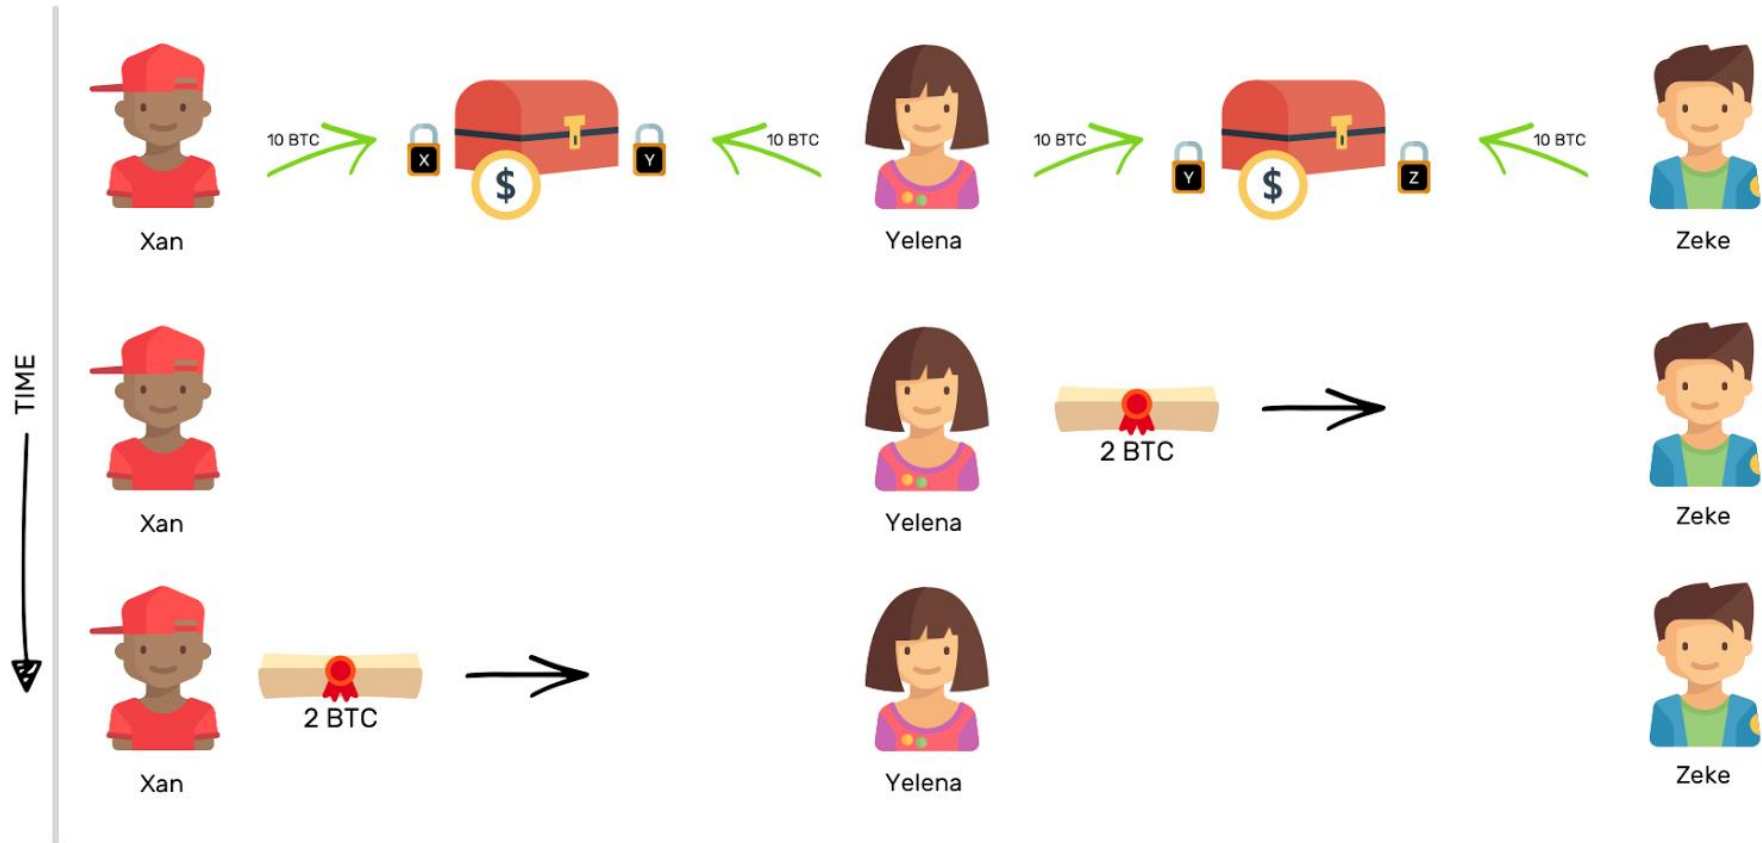 10 BTC
X
$
Y
10 BTC
10 BTC
Y
$
Z
10 BTC
Xan
Yelena
Zeke
TIME
2 BTC
Xan
Yelena
Zeke
2 BTC
Xan
Yelena
Zeke